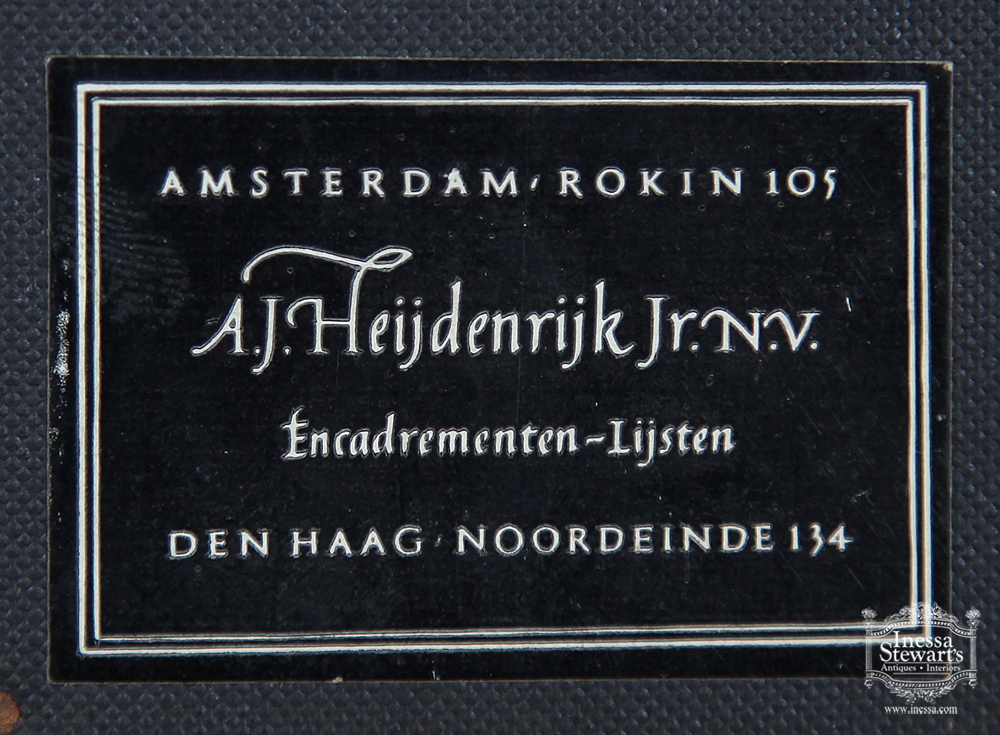 AMSTERDAM, ROKIN 105
A.J. Heijdenrijk Jr. N.V.
Encadrementen-Lijsten
DEN HAAG, NOORDEINDE 134
Inessa
Stewart's
Antiques • Interiors
www.inessa.com